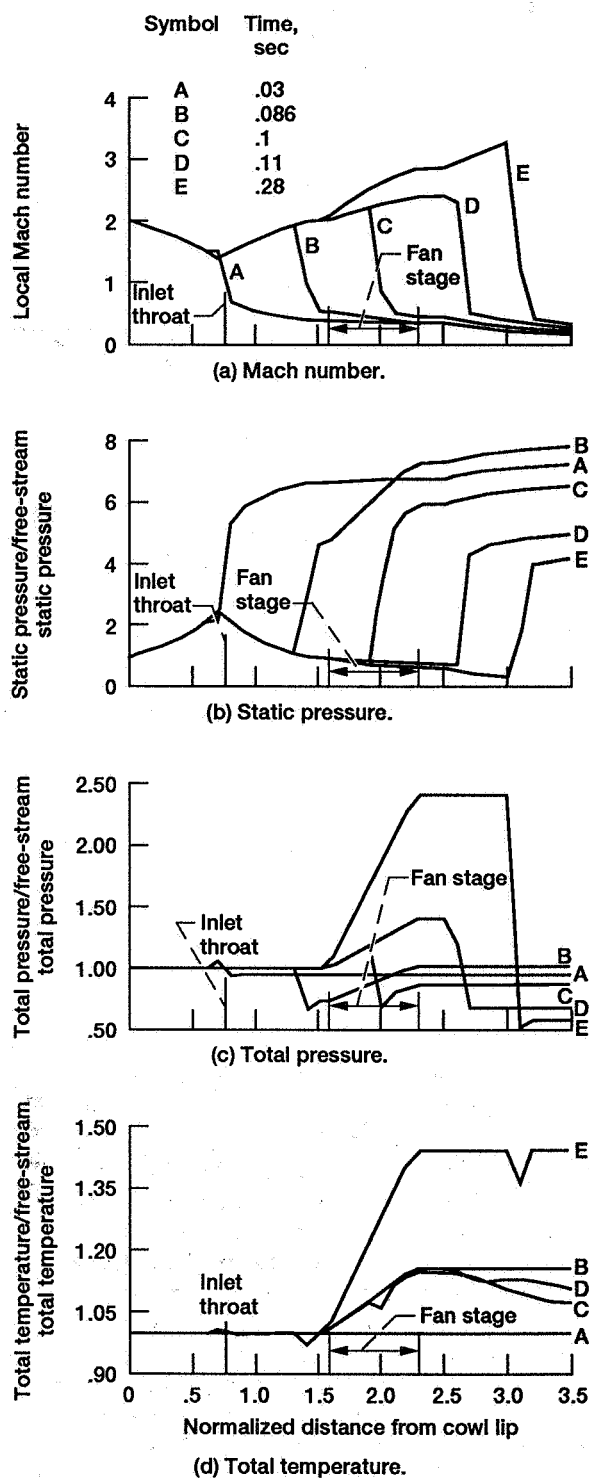 Symbol Time, sec
A .03
B .086
C .1
D .11
E .28
Local Mach number
4
3
2
1
0
A
B
C
D
E
Inlet throat
Fan stage
(a) Mach number.
Static pressure/free-stream static pressure
8
6
4
2
0
B
A
C
D
E
Inlet throat
Fan stage
(b) Static pressure.
Total pressure/free-stream total pressure
2.50
2.00
1.50
1.00
.50
Inlet throat
Fan stage
B
A
C
D
E
(c) Total pressure.
Total temperature/free-stream total temperature
1.50
1.35
1.20
1.05
.90
Inlet throat
Fan stage
E
B
D
C
A
0 .5 1.0 1.5 2.0 2.5 3.0 3.5
Normalized distance from cowl lip
(d) Total temperature.